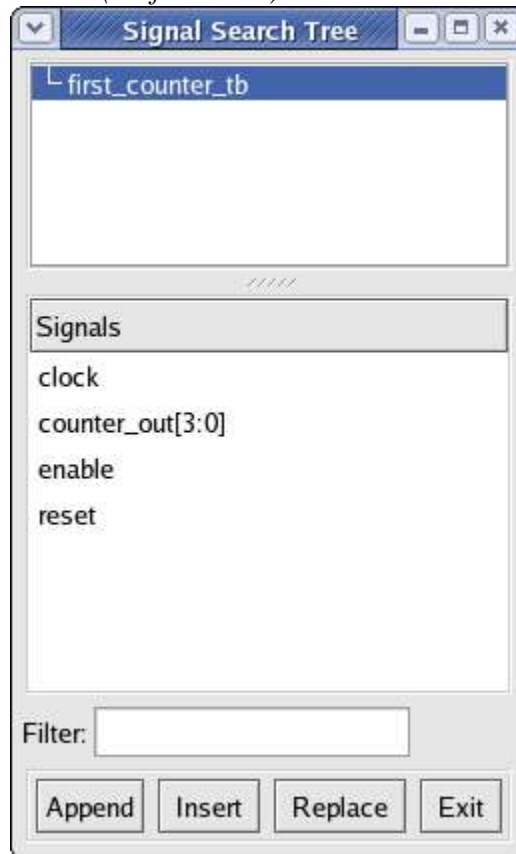 Signal Search Tree
first_counter_tb
Signals
clock
counter_out[3:0]
enable
reset
Filter:
Append Insert Replace Exit